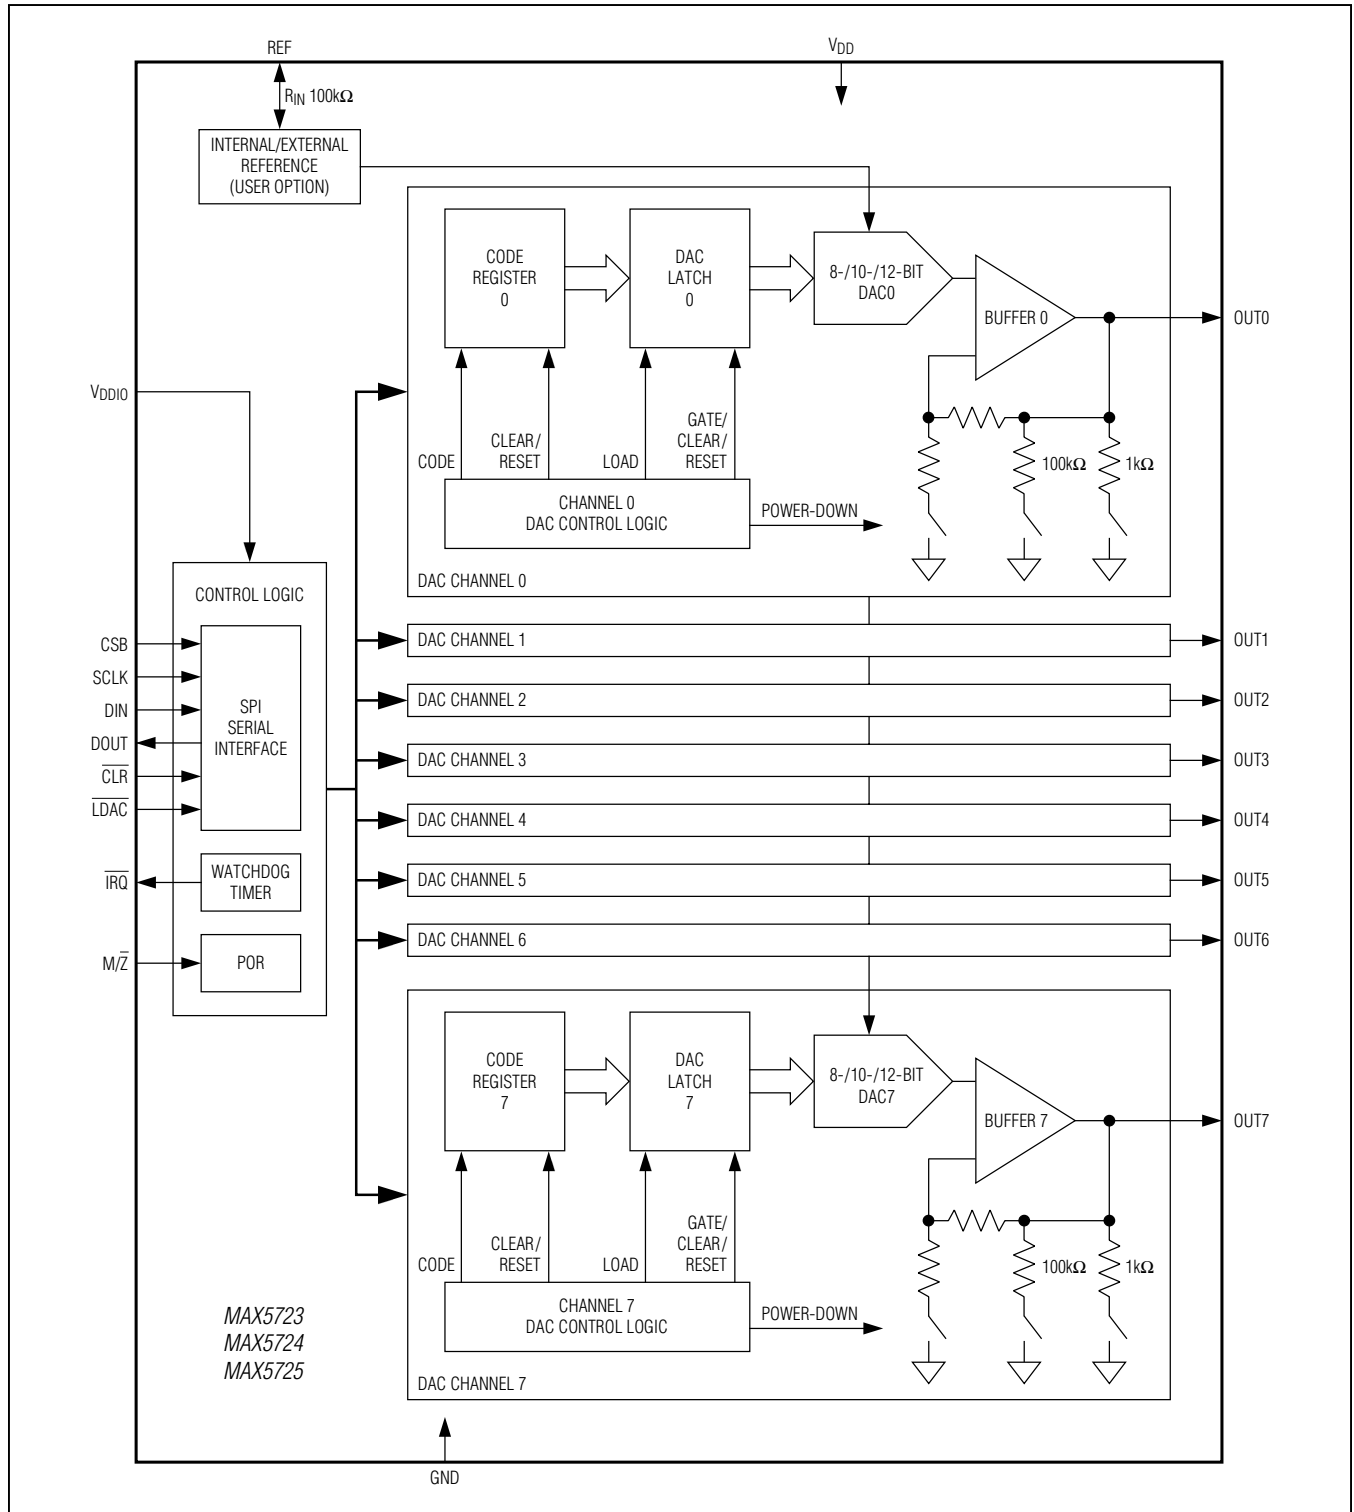 REF
VDD
RIN 100kΩ
INTERNAL/EXTERNAL
REFERENCE
(USER OPTION)
CODE
REGISTER
0
DAC
LATCH
0
8-/10-/12-BIT
DAC0
BUFFER 0
OUT0
VDDIO
CODE
CLEAR/
RESET
LOAD
GATE/
CLEAR/
RESET
100kΩ
1kΩ
CHANNEL 0
DAC CONTROL LOGIC
POWER-DOWN
DAC CHANNEL 0
CONTROL LOGIC
CSB
SCLK
DIN
DOUT
C̅L̅R̅
L̅D̅A̅C̅
SPI
SERIAL
INTERFACE
I̅R̅Q̅
WATCHDOG
TIMER
M/Z̅
POR
DAC CHANNEL 1
OUT1
DAC CHANNEL 2
OUT2
DAC CHANNEL 3
OUT3
DAC CHANNEL 4
OUT4
DAC CHANNEL 5
OUT5
DAC CHANNEL 6
OUT6
CODE
REGISTER
7
DAC
LATCH
7
8-/10-/12-BIT
DAC7
BUFFER 7
OUT7
CODE
CLEAR/
RESET
LOAD
GATE/
CLEAR/
RESET
100kΩ
1kΩ
CHANNEL 7
DAC CONTROL LOGIC
POWER-DOWN
DAC CHANNEL 7
MAX5723
MAX5724
MAX5725
GND